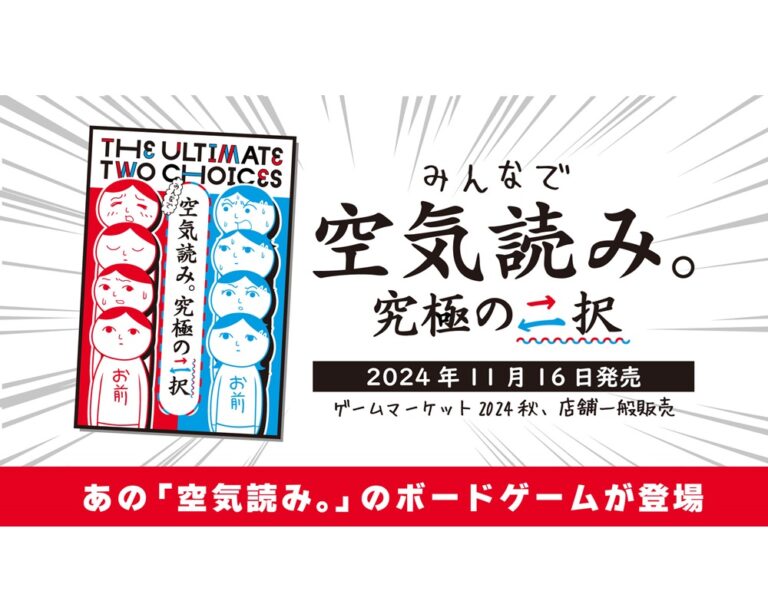 THE ULTIMATE
TWO CHOICES
みんなで
空気読み。究極の二択
お前
お前
みんなで
空気読み。
究極の二択
2024年11月16日発売
ゲームマーケット2024秋、店舗一般販売
あの「空気読み。」のボードゲームが登場